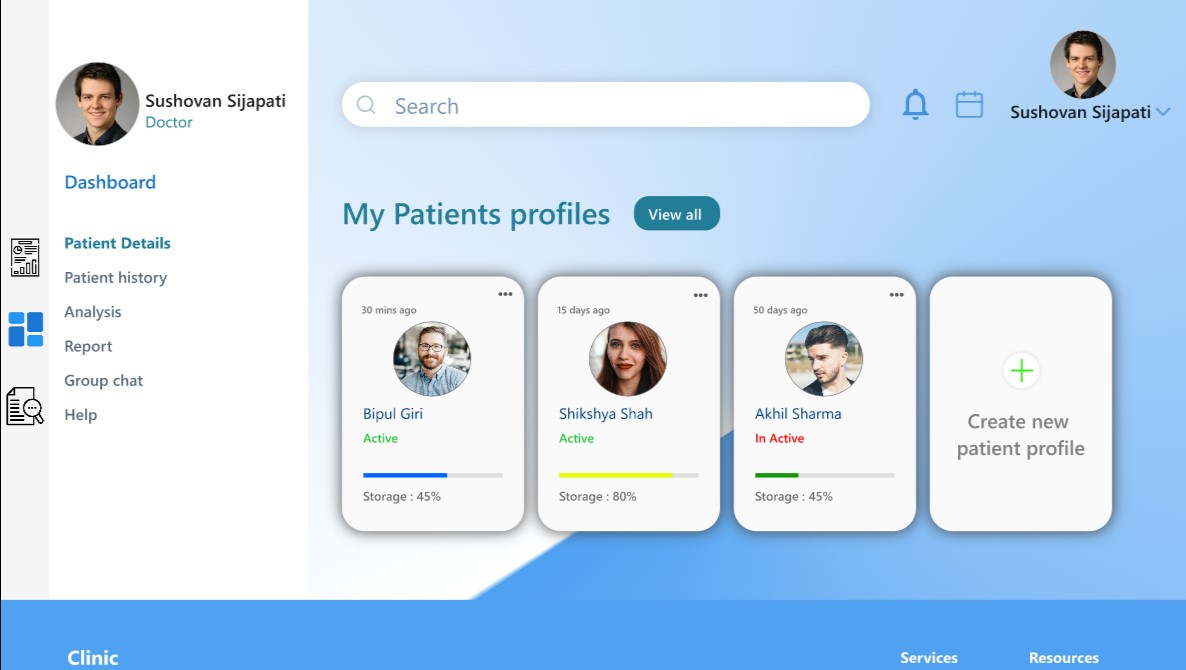 Sushovan Sijapati
Doctor
Dashboard
Patient Details
Patient history
Analysis
Report
Group chat
Help
Search
Sushovan Sijapati
My Patients profiles
View all
30 mins ago
Bipul Giri
Active
Storage : 45%
15 days ago
Shikshya Shah
Active
Storage : 80%
50 days ago
Akhil Sharma
In Active
Storage : 45%
Create new
patient profile
Clinic
Services
Resources